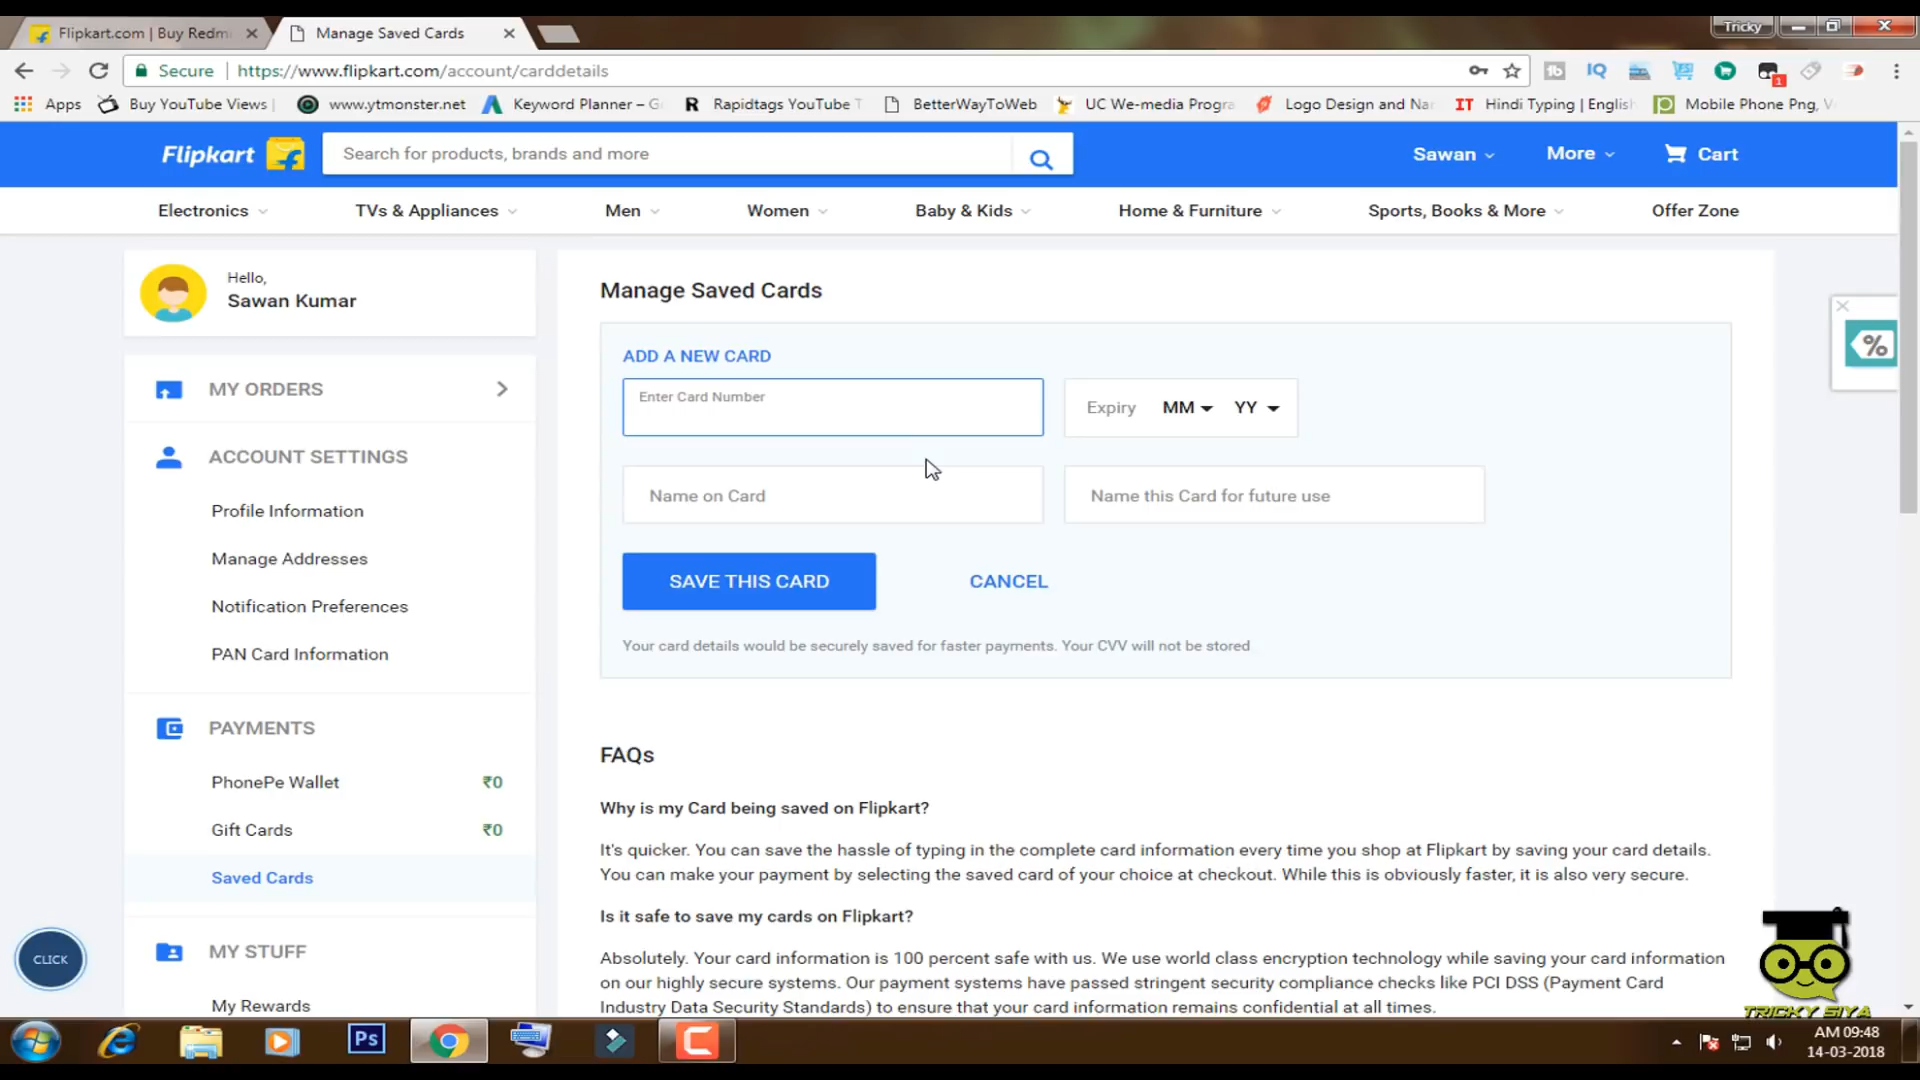 Flipkart.com | Buy Redmi
Manage Saved Cards
Tricky
Secure
https://www.flipkart.com/account/carddetails
1
Apps
Buy YouTube Views |
www.ytmonster.net
Keyword Planner – G
Rapidtags YouTube T
BetterWayToWeb
UC We-media Progra
Logo Design and Nar
IT Hindi Typing | English
Mobile Phone Png, V
Flipkart
Search for products, brands and more
Sawan
More
Cart
Electronics
TVs & Appliances
Men
Women
Baby & Kids
Home & Furniture
Sports, Books & More
Offer Zone
Hello,
Sawan Kumar
MY ORDERS
ACCOUNT SETTINGS
Profile Information
Manage Addresses
Notification Preferences
PAN Card Information
PAYMENTS
PhonePe Wallet ₹0
Gift Cards ₹0
Saved Cards
MY STUFF
My Rewards
Manage Saved Cards
ADD A NEW CARD
Enter Card Number
Expiry MM YY
Name on Card
Name this Card for future use
SAVE THIS CARD
CANCEL
Your card details would be securely saved for faster payments. Your CVV will not be stored
FAQs
Why is my Card being saved on Flipkart?
It's quicker. You can save the hassle of typing in the complete card information every time you shop at Flipkart by saving your card details.
You can make your payment by selecting the saved card of your choice at checkout. While this is obviously faster, it is also very secure.
Is it safe to save my cards on Flipkart?
Absolutely. Your card information is 100 percent safe with us. We use world class encryption technology while saving your card information
on our highly secure systems. Our payment systems have passed stringent security compliance checks like PCI DSS (Payment Card
Industry Data Security Standards) to ensure that your card information remains confidential at all times.
%
CLICK
TRICKY SIYA
Ps
AM 09:48
14-03-2018